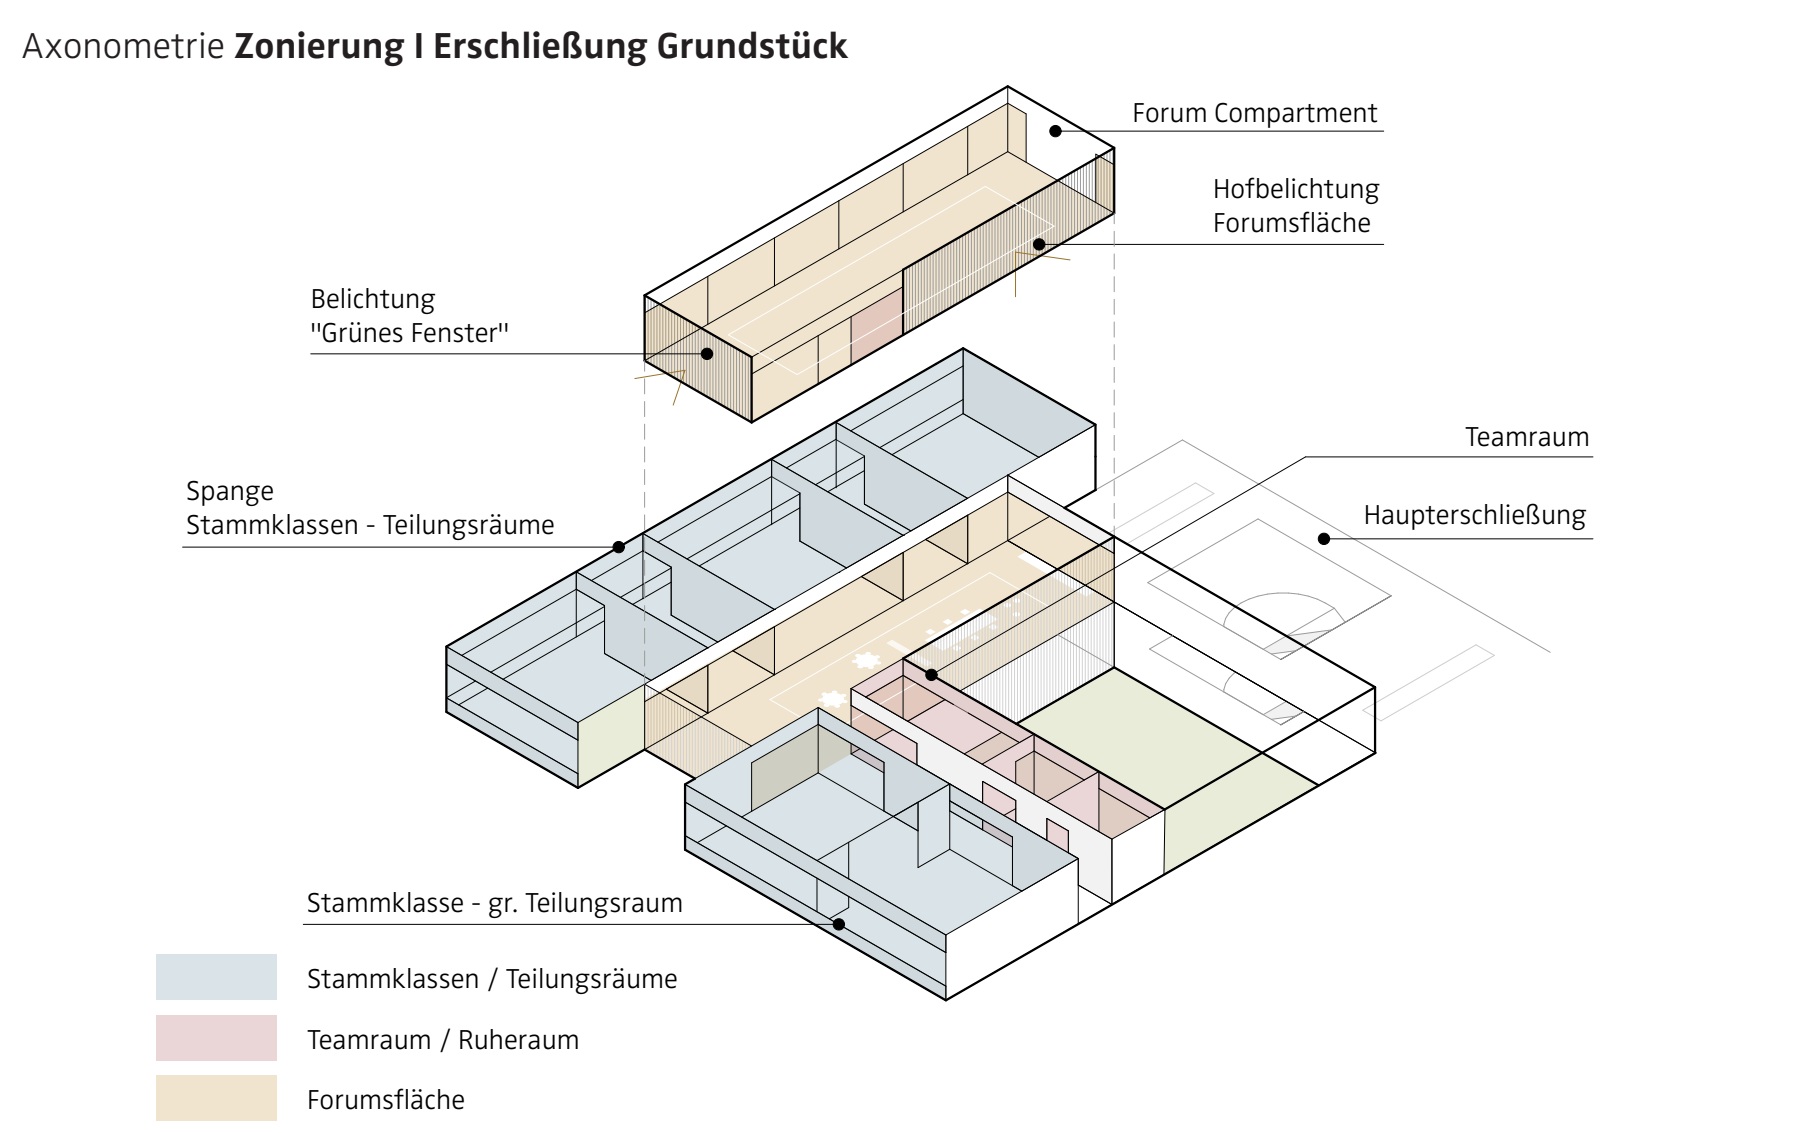 Axonometrie Zonierung I Erschließung Grundstück
Forum Compartment
Hofbelichtung
Forumsfläche
Belichtung
"Grünes Fenster"
Teamraum
Spange
Stammklassen - Teilungsräume
Haupterschließung
Stammklasse - gr. Teilungsraum
Stammklassen / Teilungsräume
Teamraum / Ruheraum
Forumsfläche